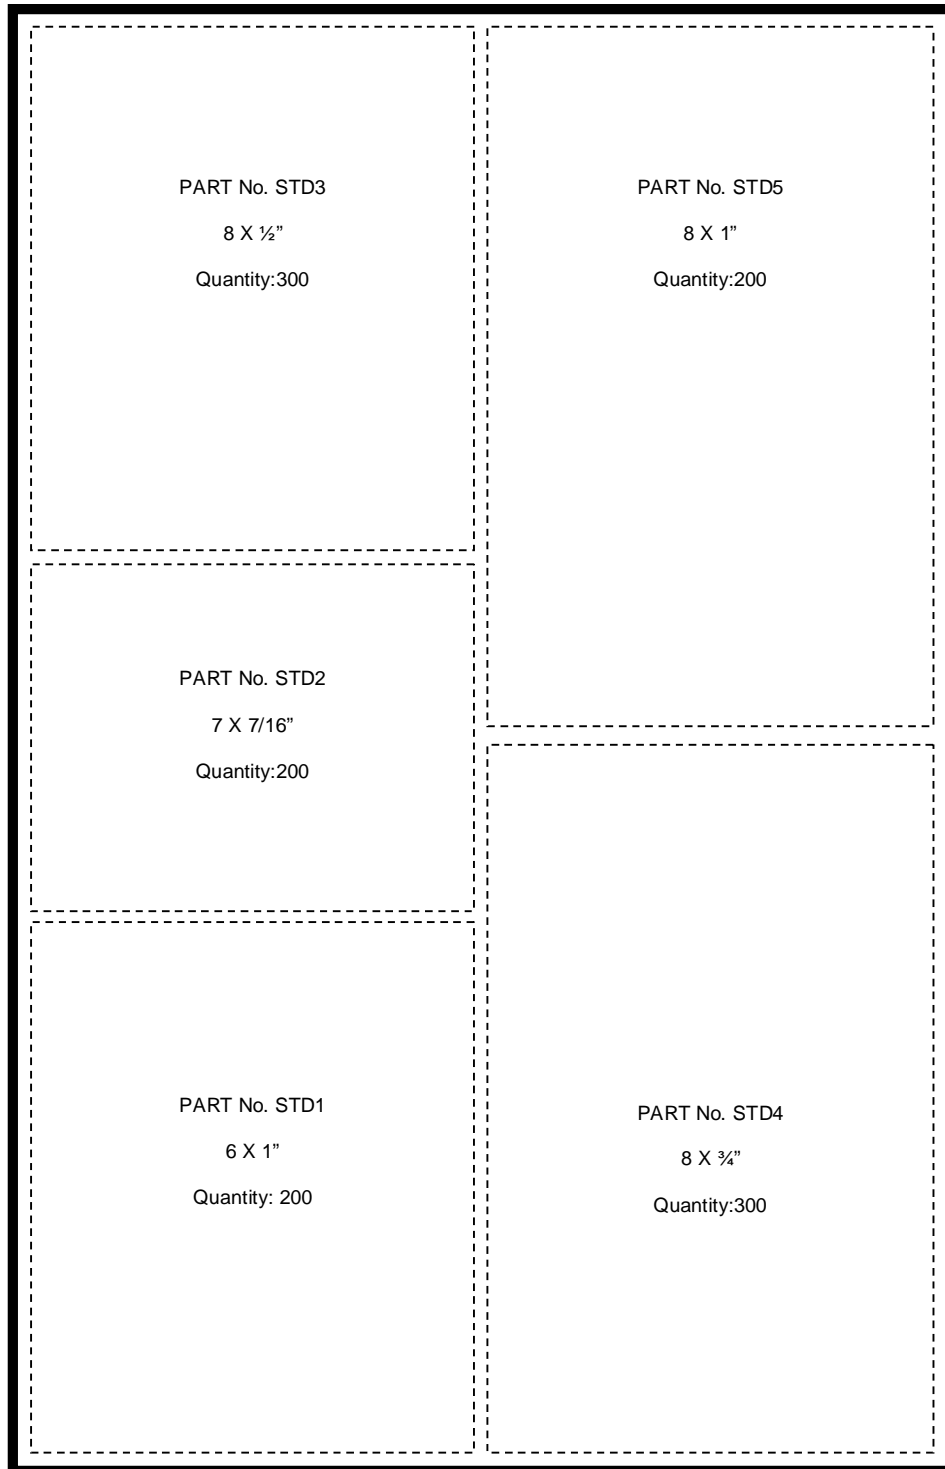 PART No. STD3
8 X ½”
Quantity:300
PART No. STD5
8 X 1”
Quantity:200
PART No. STD2
7 X 7/16”
Quantity:200
PART No. STD1
6 X 1”
Quantity: 200
PART No. STD4
8 X ¾”
Quantity:300